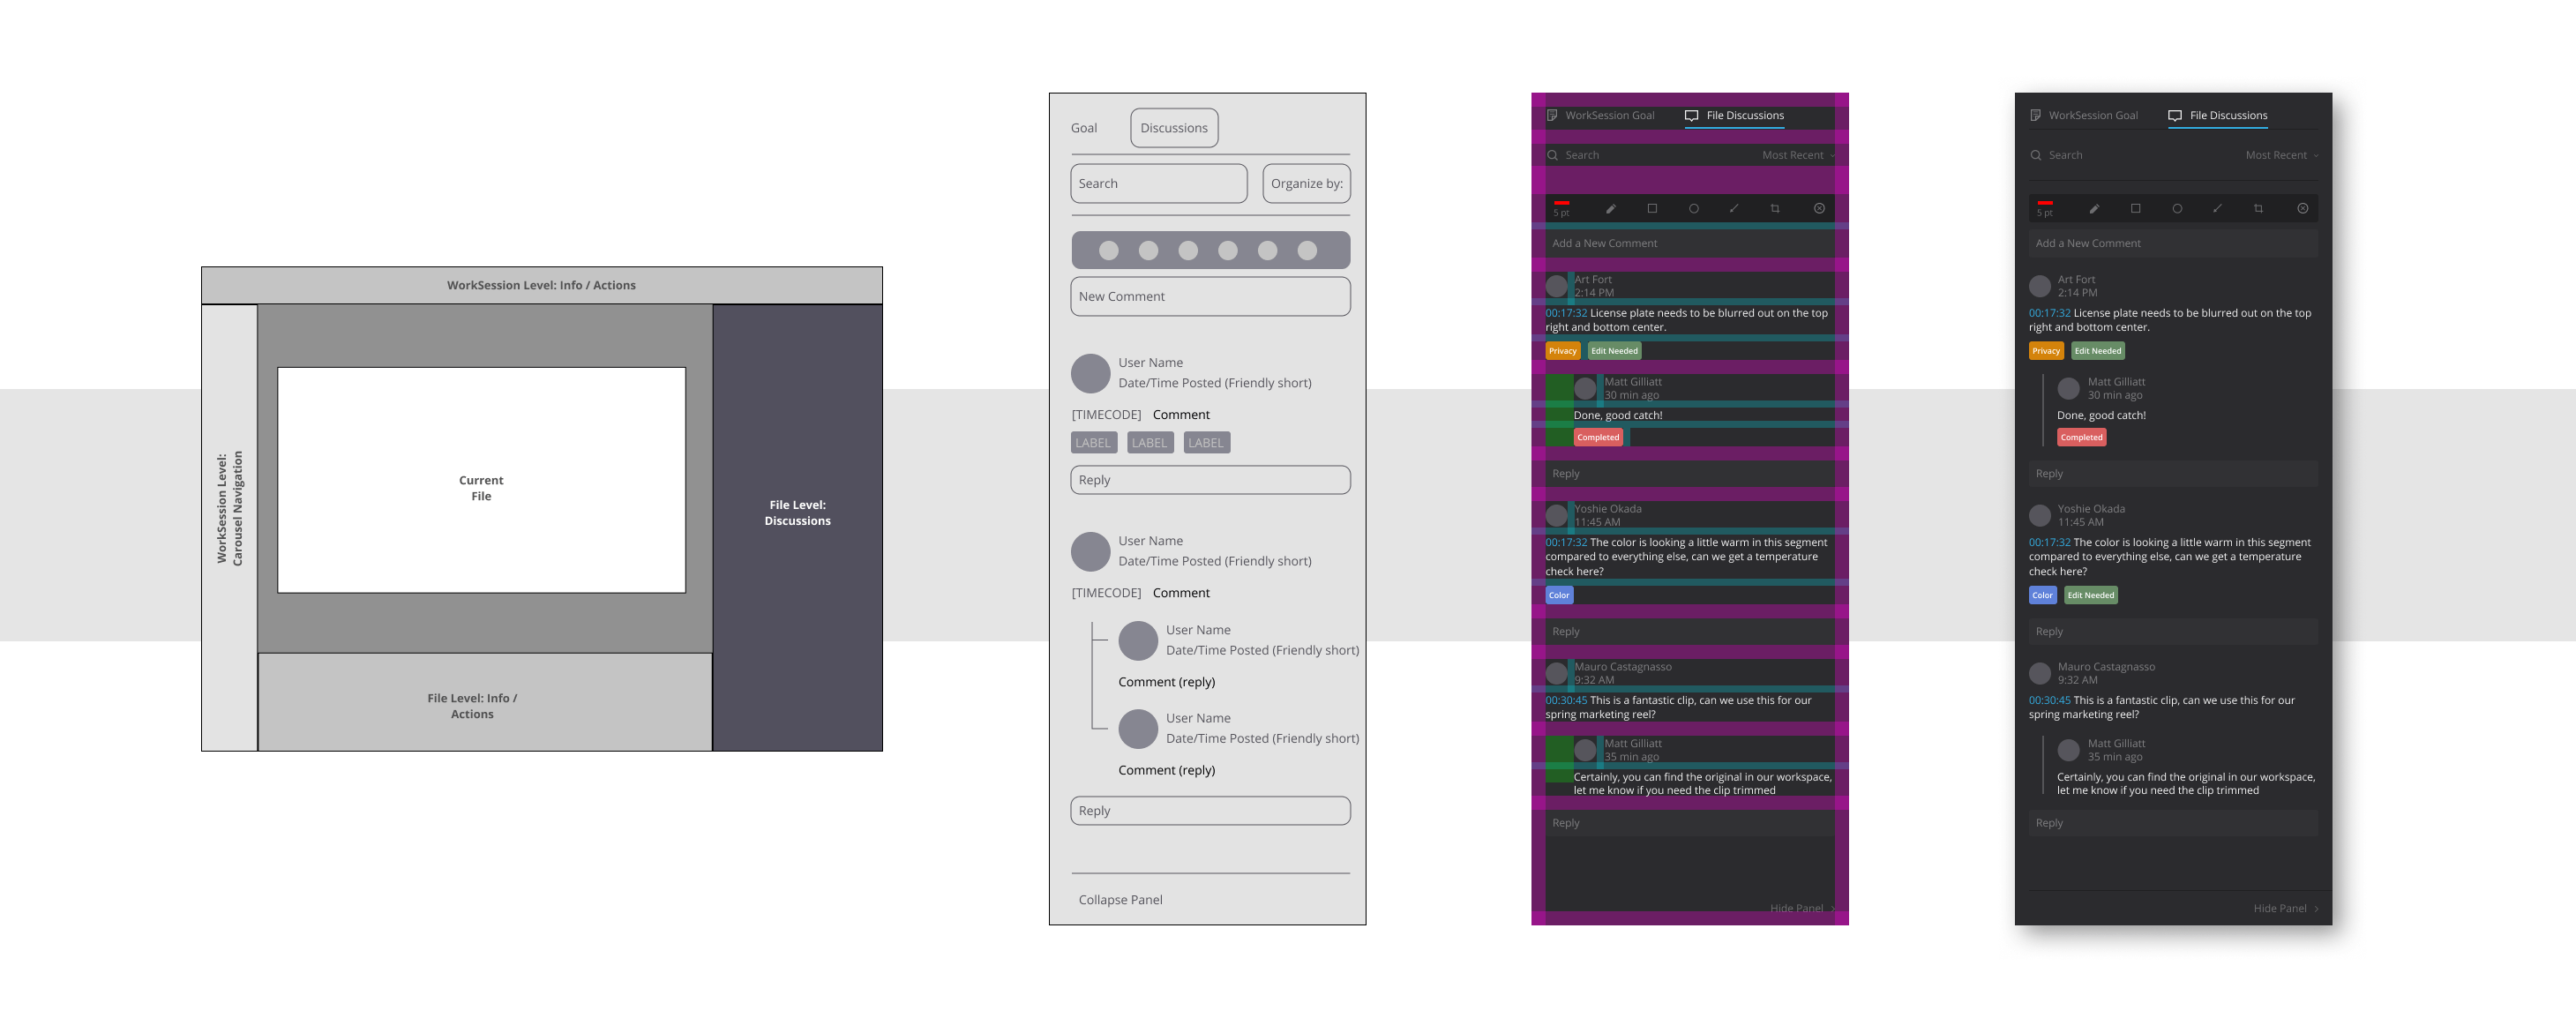 WorkSession Level: Info / Actions
WorkSession Level:
Carousel Navigation
Current
File
File Level:
Discussions
File Level: Info /
Actions
Goal
Discussions
Search
Organize by:
New Comment
User Name
Date/Time Posted (Friendly short)
[TIMECODE] Comment
LABEL LABEL LABEL
Reply
User Name
Date/Time Posted (Friendly short)
[TIMECODE] Comment
User Name
Date/Time Posted (Friendly short)
Comment (reply)
User Name
Date/Time Posted (Friendly short)
Comment (reply)
Reply
Collapse Panel
WorkSession Goal
File Discussions
Search
Most Recent
5 pt
Add a New Comment
Art Fort
2:14 PM
00:17:32 License plate needs to be blurred out on the top
right and bottom center.
Privacy Edit Needed
Matt Gilliatt
30 min ago
Done, good catch!
Completed
Reply
Yoshie Okada
11:45 AM
00:17:32 The color is looking a little warm in this segment
compared to everything else, can we get a temperature
check here?
Color
Reply
Mauro Castagnasso
9:32 AM
00:30:45 This is a fantastic clip, can we use this for our
spring marketing reel?
Matt Gilliatt
35 min ago
Certainly, you can find the original in our workspace,
let me know if you need the clip trimmed
Reply
Hide Panel
WorkSession Goal
File Discussions
Search
Most Recent
5 pt
Add a New Comment
Art Fort
2:14 PM
00:17:32 License plate needs to be blurred out on the top
right and bottom center.
Privacy Edit Needed
Matt Gilliatt
30 min ago
Done, good catch!
Completed
Reply
Yoshie Okada
11:45 AM
00:17:32 The color is looking a little warm in this segment
compared to everything else, can we get a temperature
check here?
Color Edit Needed
Reply
Mauro Castagnasso
9:32 AM
00:30:45 This is a fantastic clip, can we use this for our
spring marketing reel?
Matt Gilliatt
35 min ago
Certainly, you can find the original in our workspace,
let me know if you need the clip trimmed
Reply
Hide Panel